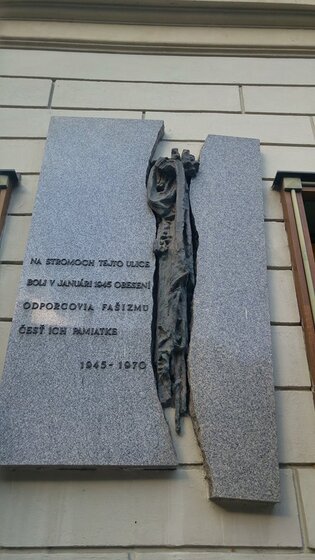 NA STROMOCH TEJTO ULICE
BOLI V JANUÁRI 1945 OBESENÍ
ODPORCOVIA FAŠIZMU
ČESŤ ICH PAMIATKE
1945-1970